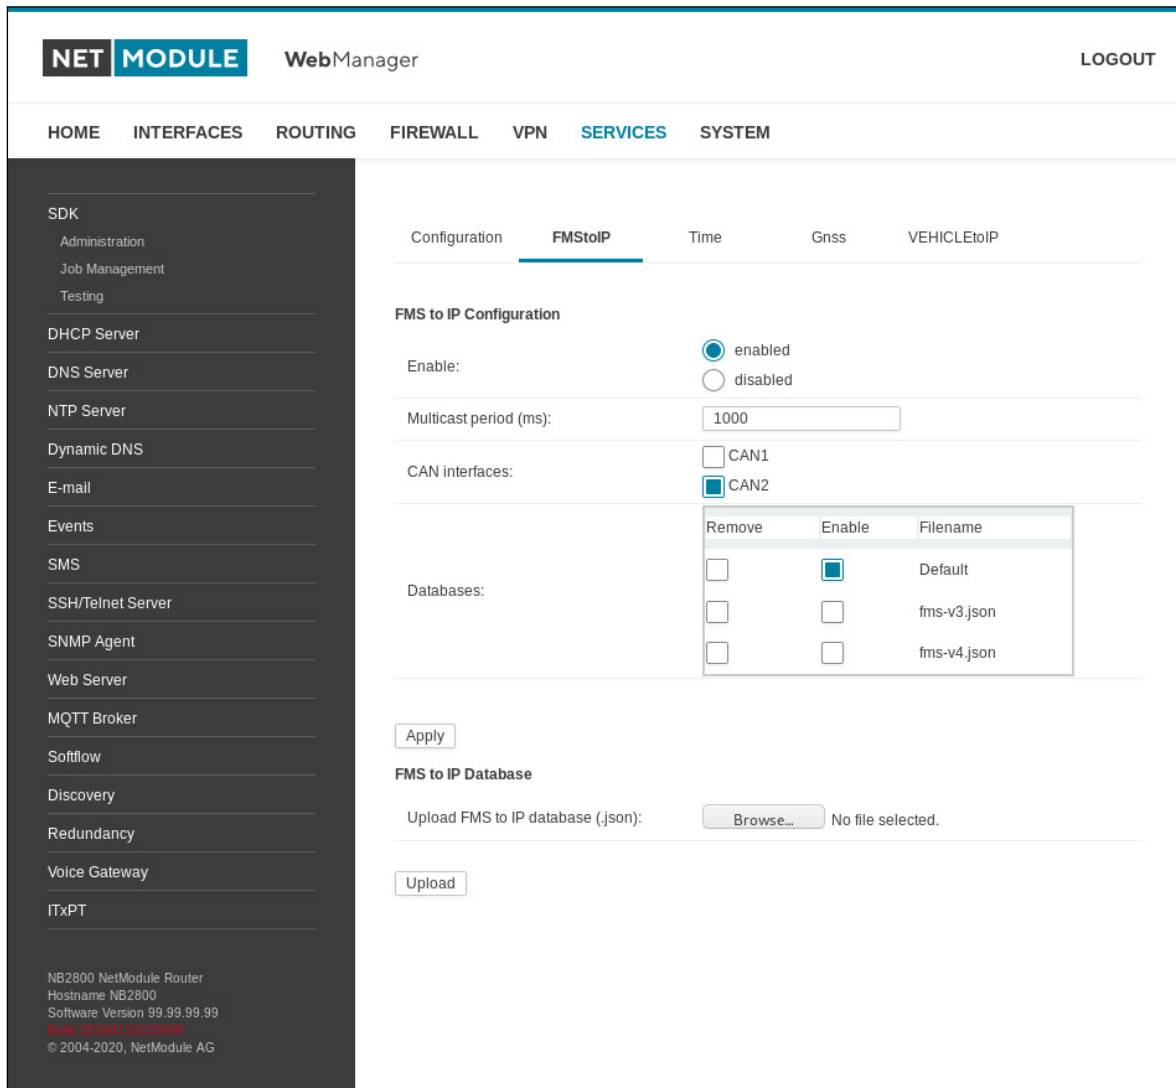 NET MODULE WebManager LOGOUT
HOME INTERFACES ROUTING FIREWALL VPN SERVICES SYSTEM
SDK
Administration
Job Management
Testing
DHCP Server
DNS Server
NTP Server
Dynamic DNS
E-mail
Events
SMS
SSH/Telnet Server
SNMP Agent
Web Server
MQTT Broker
Softflow
Discovery
Redundancy
Voice Gateway
ITxPT
NB2800 NetModule Router
Hostname NB2800
Software Version 99.99.99.99
Build
© 2004-2020, NetModule AG
Configuration FMStoIP Time Gnss VEHICLEtoIP
FMS to IP Configuration
Enable:
enabled
disabled
Multicast period (ms): 1000
CAN interfaces:
CAN1
CAN2
Databases:
Remove Enable Filename
Default
fms-v3.json
fms-v4.json
Apply
FMS to IP Database
Upload FMS to IP database (.json): Browse... No file selected.
Upload